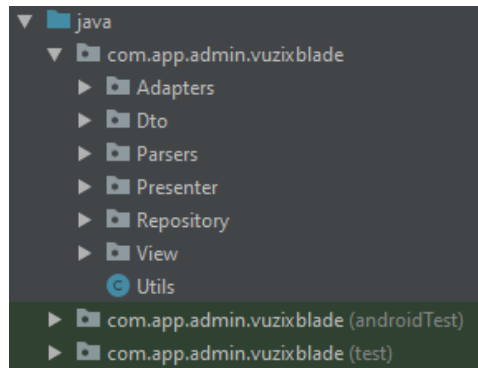 java
com.app.admin.vuzixblade
Adapters
Dto
Parsers
Presenter
Repository
View
Utils
com.app.admin.vuzixblade (androidTest)
com.app.admin.vuzixblade (test)